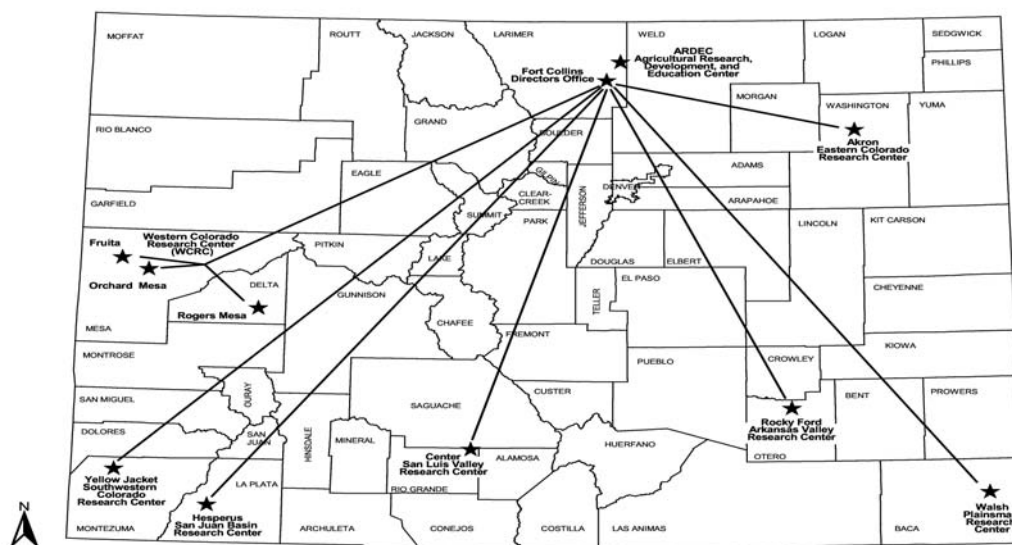 MOFFAT
ROUTT
JACKSON
LARIMER
WELD
LOGAN
SEDGWICK
PHILLIPS
ARDEC
Agricultural Research,
Development, and
Education Center
Fort Collins
Directors Office
MORGAN
WASHINGTON
YUMA
RIO BLANCO
GRAND
BOULDER
Akron
Eastern Colorado
Research Center
EAGLE
GILPIN
ADAMS
GARFIELD
CLEAR-
CREEK
JEFFERSON
DENVER
ARAPAHOE
SUMMIT
PARK
LINCOLN
KIT CARSON
Western Colorado
Research Center
(WCRC)
Fruita
PITKIN
LAKE
DOUGLAS
ELBERT
Orchard Mesa
DELTA
GUNNISON
EL PASO
TELLER
CHEYENNE
Rogers Mesa
MESA
CHAFEE
FREMONT
MONTROSE
PUEBLO
CROWLEY
KIOWA
OURAY
SAN MIGUEL
SAGUACHE
CUSTER
BENT
PROWERS
DOLORES
SAN
JUAN
HINSDALE
MINERAL
Rocky Ford
Arkansas Valley
Research Center
HUERFANO
OTERO
Center
San Luis Valley
Research Center
ALAMOSA
Yellow Jacket
Southwestern
Colorado
Research Center
LA PLATA
RIO GRANDE
Hesperus
San Juan Basin
Research Center
Walsh
Plainsman
Research
Center
MONTEZUMA
ARCHULETA
CONEJOS
COSTILLA
LAS ANIMAS
BACA
N